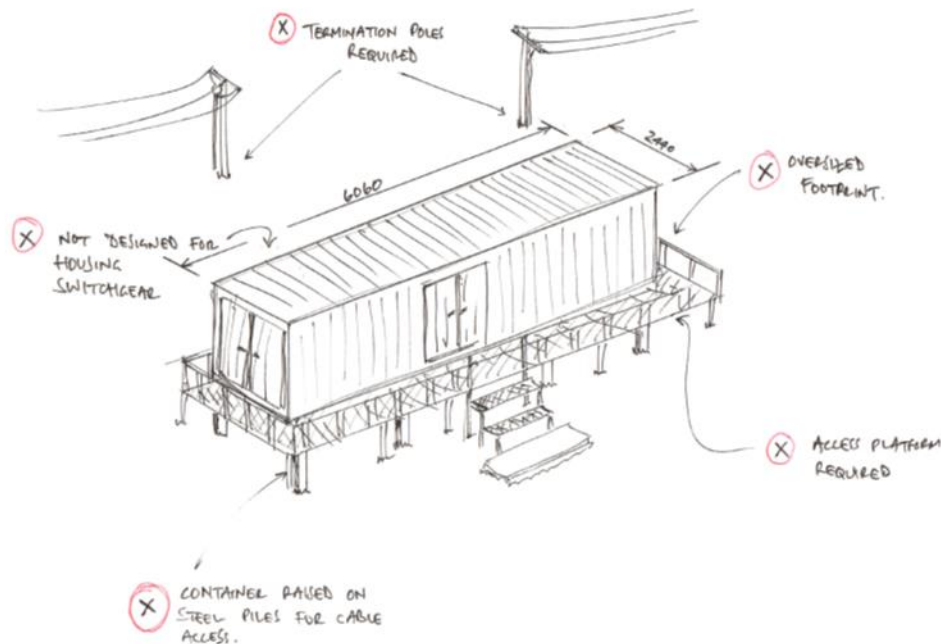 X TERMINATION POLES
REQUIRED
6060
2440
X OVERSIZED
FOOTPRINT.
X NOT DESIGNED FOR
HOUSING
SWITCHGEAR
X ACCESS PLATFORM
REQUIRED
X CONTAINER RAISED ON
STEEL PILES FOR CABLE
ACCESS.